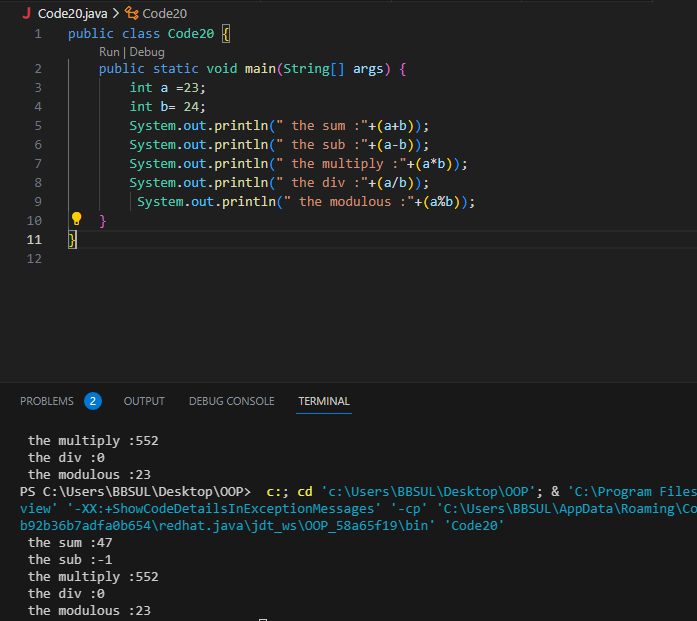 Code20.java > Code20
1 public class Code20 {
Run | Debug
2 public static void main(String[] args) {
3 int a =23;
4 int b= 24;
5 System.out.println(" the sum :"+(a+b));
6 System.out.println(" the sub :"+(a-b));
7 System.out.println(" the multiply :"+(a*b));
8 System.out.println(" the div :"+(a/b));
9 System.out.println(" the modulous :"+(a%b));
10 }
11 }
12
PROBLEMS 2 OUTPUT DEBUG CONSOLE TERMINAL
the multiply :552
the div :0
the modulous :23
PS C:\Users\BBSUL\Desktop\OOP> c:; cd 'c:\Users\BBSUL\Desktop\OOP'; & 'C:\Program Files
view' '-XX:+ShowCodeDetailsInExceptionMessages' '-cp' 'C:\Users\BBSUL\AppData\Roaming\Co
b92b36b7adfa0b654\redhat.java\jdt_ws\OOP_58a65f19\bin' 'Code20'
the sum :47
the sub :-1
the multiply :552
the div :0
the modulous :23